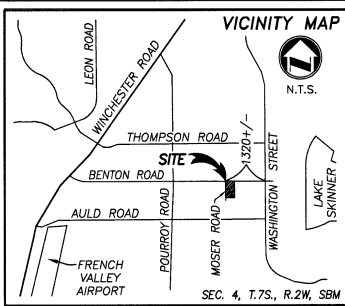 VICINITY MAP
N.T.S.
LEON ROAD
WINCHESTER ROAD
THOMPSON ROAD
1320+/-
SITE
BENTON ROAD
STREET
WASHINGTON
LAKE
SKINNER
AULD ROAD
POURROY ROAD
MOSER ROAD
FRENCH
VALLEY
AIRPORT
SEC. 4, T.7S., R.2W, SBM